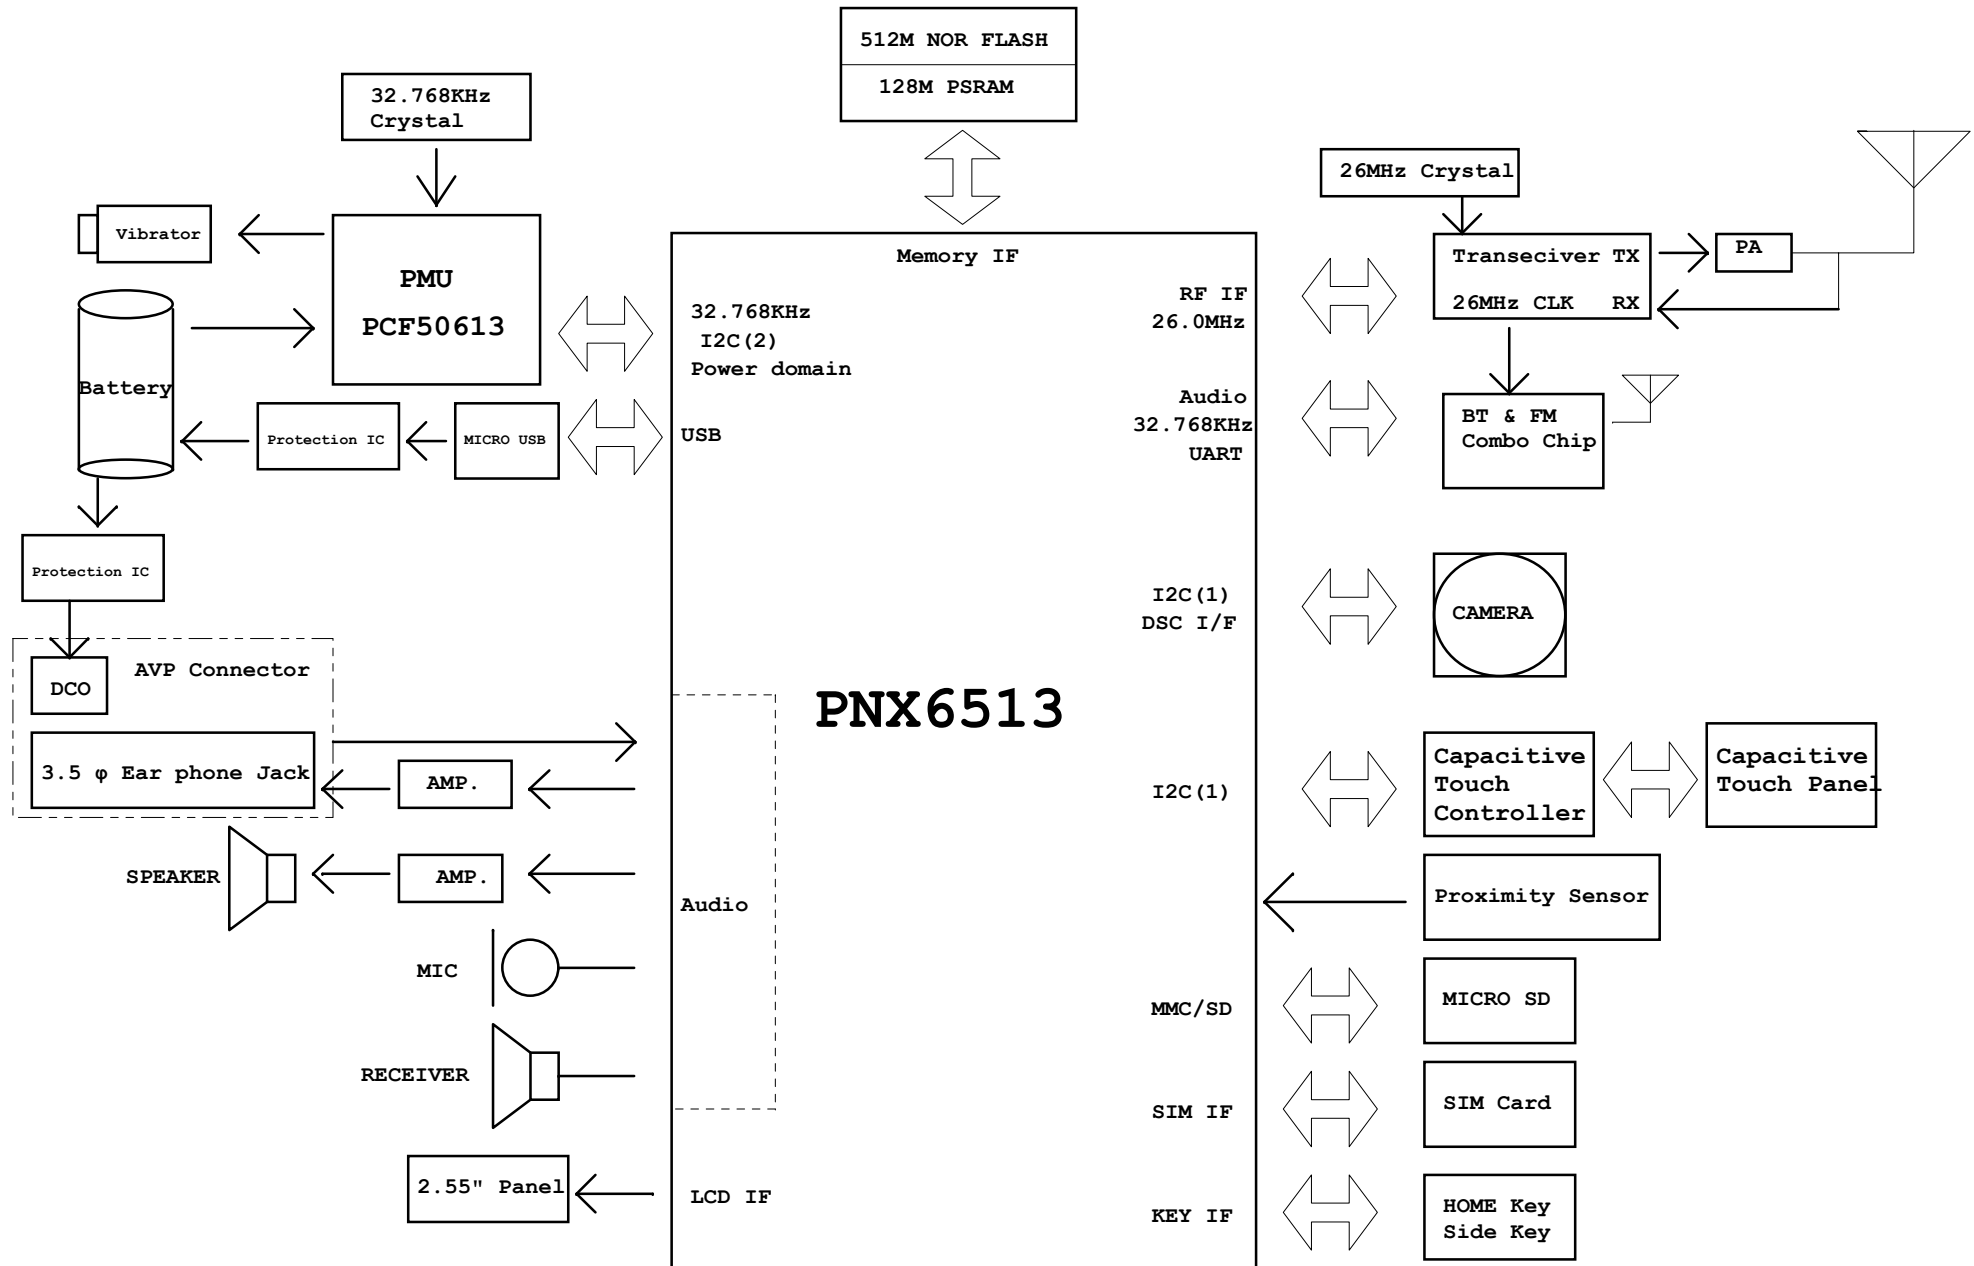 512M NOR FLASH
128M PSRAM
32.768KHz
Crystal
26MHz Crystal
Vibrator
PMU
PCF50613
Battery
Protection IC
MICRO USB
Protection IC
AVP Connector
DCO
3.5 φ Ear phone Jack
AMP.
SPEAKER
AMP.
MIC
RECEIVER
2.55" Panel
Memory IF
32.768KHz
I2C(2)
Power domain
USB
Audio
LCD IF
PNX6513
RF IF
26.0MHz
Audio
32.768KHz
UART
I2C(1)
DSC I/F
I2C(1)
MMC/SD
SIM IF
KEY IF
Transeciver TX
26MHz CLK RX
PA
BT & FM
Combo Chip
CAMERA
Capacitive
Touch
Controller
Capacitive
Touch Panel
Proximity Sensor
MICRO SD
SIM Card
HOME Key
Side Key